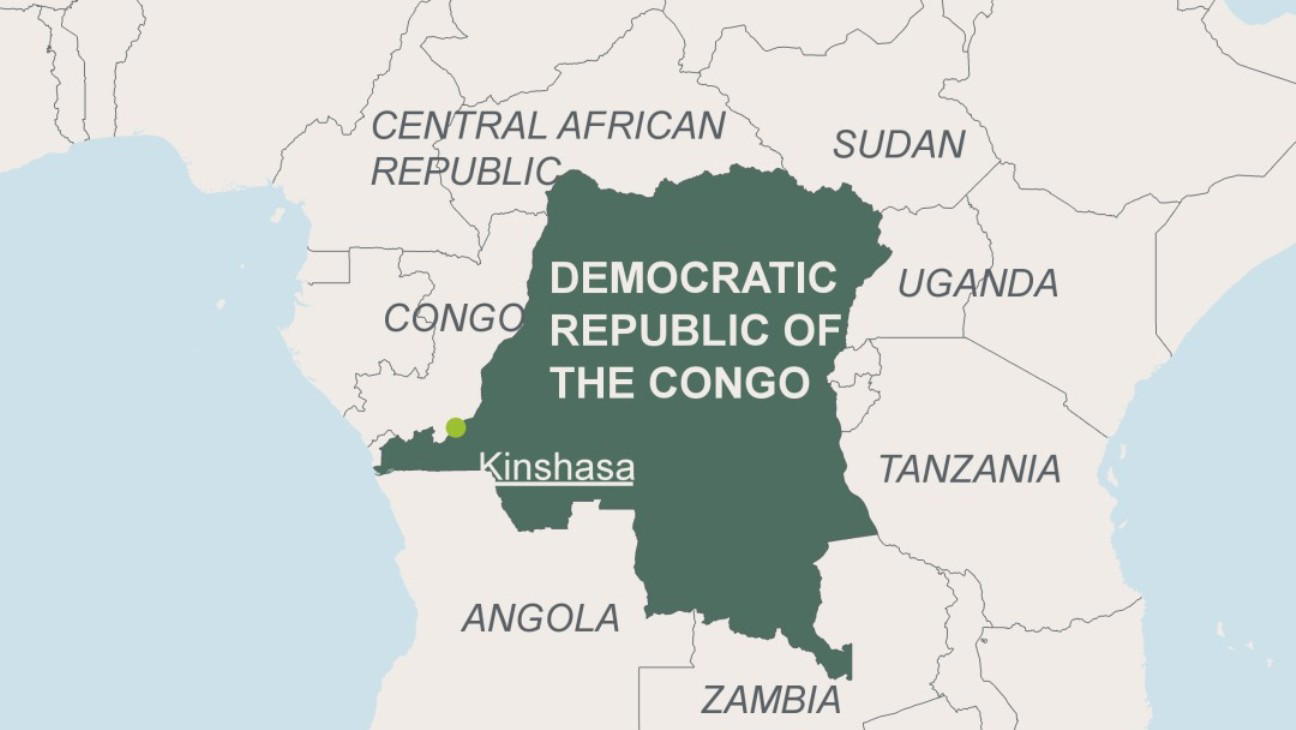 CENTRAL AFRICAN
REPUBLIC
SUDAN
DEMOCRATIC
REPUBLIC OF
THE CONGO
UGANDA
CONGO
Kinshasa
TANZANIA
ANGOLA
ZAMBIA